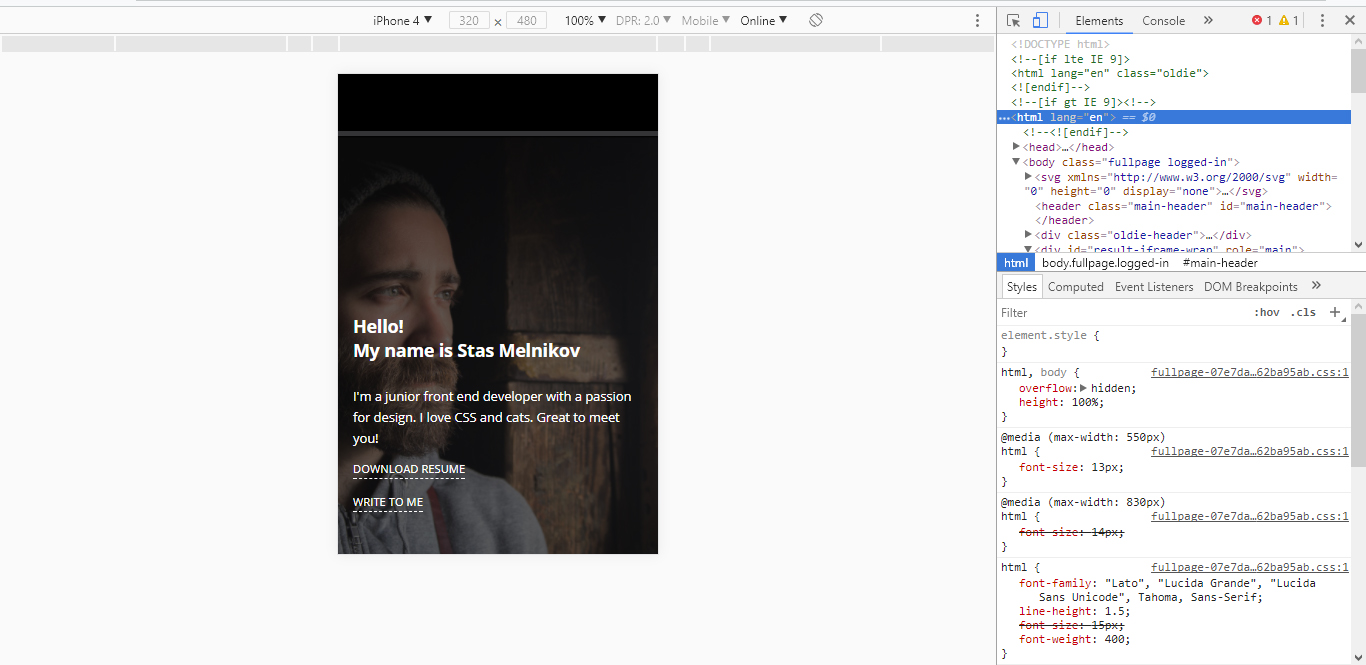 iPhone 4 ▼ 320 × 480 100% ▼ DPR: 2.0 ▼ Mobile ▼ Online ▼
Elements Console » 1 1
<!DOCTYPE html>
<!--[if lte IE 9]>
<html lang="en" class="oldie">
<![endif]-->
<!--[if gt IE 9]><!-->
…<html lang="en"> == $0
<!--<![endif]-->
▶<head>…</head>
▼<body class="fullpage logged-in">
▶<svg xmlns="http://www.w3.org/2000/svg" width=
"0" height="0" display="none">…</svg>
<header class="main-header" id="main-header">
</header>
▶<div class="oldie-header">…</div>
▼<div id="result-iframe-wrap" role="main">
html body.fullpage.logged-in #main-header
Styles Computed Event Listeners DOM Breakpoints »
Filter :hov .cls +
element.style {
}
html, body { fullpage-07e7da…62ba95ab.css:1
overflow:▶ hidden;
height: 100%;
}
@media (max-width: 550px)
html { fullpage-07e7da…62ba95ab.css:1
font-size: 13px;
}
@media (max-width: 830px)
html { fullpage-07e7da…62ba95ab.css:1
font-size: 14px;
}
html { fullpage-07e7da…62ba95ab.css:1
font-family: "Lato", "Lucida Grande", "Lucida
Sans Unicode", Tahoma, Sans-Serif;
line-height: 1.5;
font-size: 15px;
font-weight: 400;
}
Hello!
My name is Stas Melnikov
I'm a junior front end developer with a passion
for design. I love CSS and cats. Great to meet
you!
DOWNLOAD RESUME
WRITE TO ME